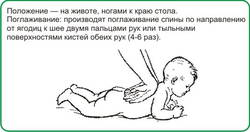 Положение — на животе, ногами к краю стола.
Поглаживание: производят поглаживание спины по направлению
от ягодиц к шее двумя пальцами рук или тыльными
поверхностями кистей обеих рук (4-6 раз).